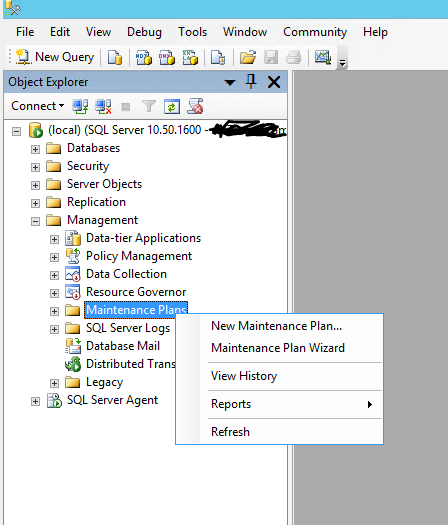 File Edit View Debug Tools Window Community Help
New Query
Object Explorer
Connect
(local) (SQL Server 10.50.1600 -
Databases
Security
Server Objects
Replication
Management
Data-tier Applications
Policy Management
Data Collection
Resource Governor
Maintenance Plans
SQL Server Logs
Database Mail
Distributed Trans
Legacy
SQL Server Agent
New Maintenance Plan...
Maintenance Plan Wizard
View History
Reports
Refresh